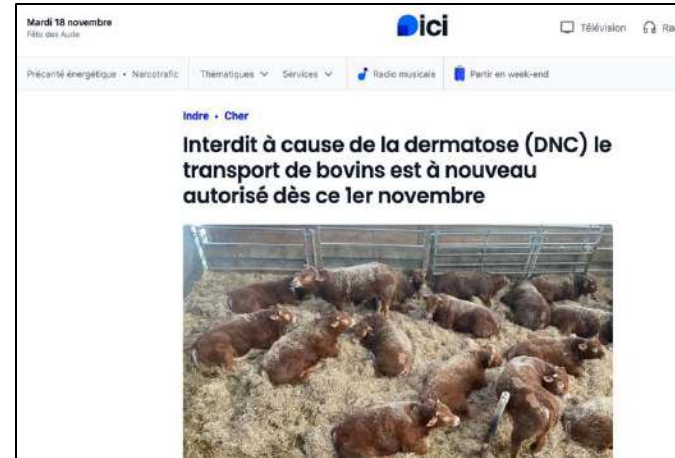 Mardi 18 novembre
Fête des Aude
ici
Télévision
Ra
Précarité énergétique • Narcotrafic
Thématiques
Services
Radio musicale
Partir en week-end
Indre • Cher
Interdit à cause de la dermatose (DNC) le
transport de bovins est à nouveau
autorisé dès ce 1er novembre